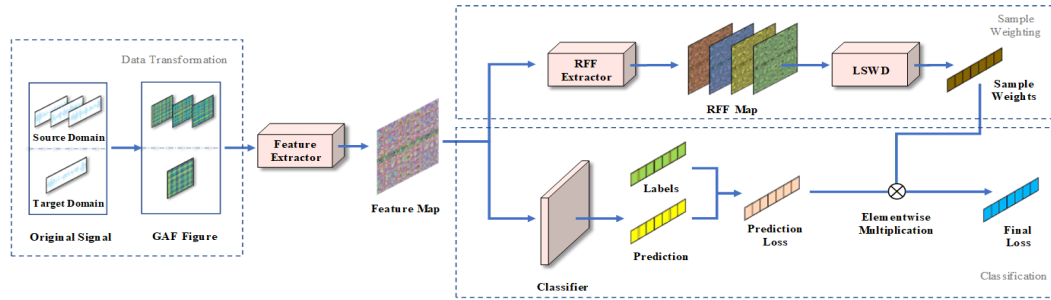 Data Transformation
Source Domain
Target Domain
Original Signal
GAF Figure
Feature
Extractor
Feature Map
Sample
Weighting
RFF
Extractor
RFF Map
LSWD
Sample
Weights
Classifier
Labels
Prediction
Prediction
Loss
Elementwise
Multiplication
Final
Loss
Classification